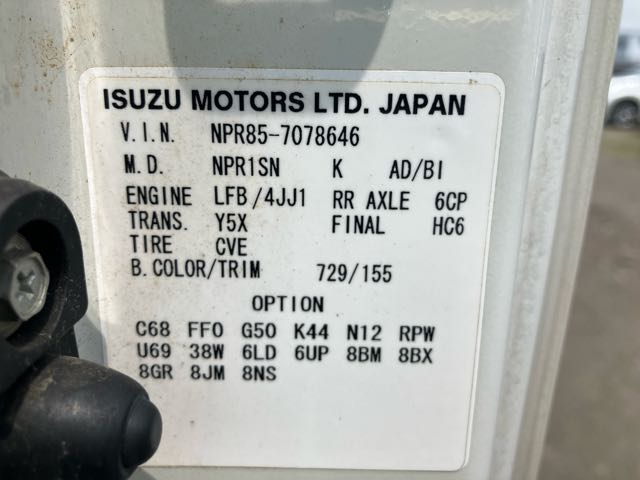 ISUZU MOTORS LTD. JAPAN
V.I.N. NPR85-7078646
M.D. NPR1SN K AD/BI
ENGINE LFB/4JJ1 RR AXLE 6CP
TRANS. Y5X FINAL HC6
TIRE CVE
B.COLOR/TRIM 729/155
OPTION
C68 FF0 G50 K44 N12 RPW
U69 38W 6LD 6UP 8BM 8BX
8GR 8JM 8NS